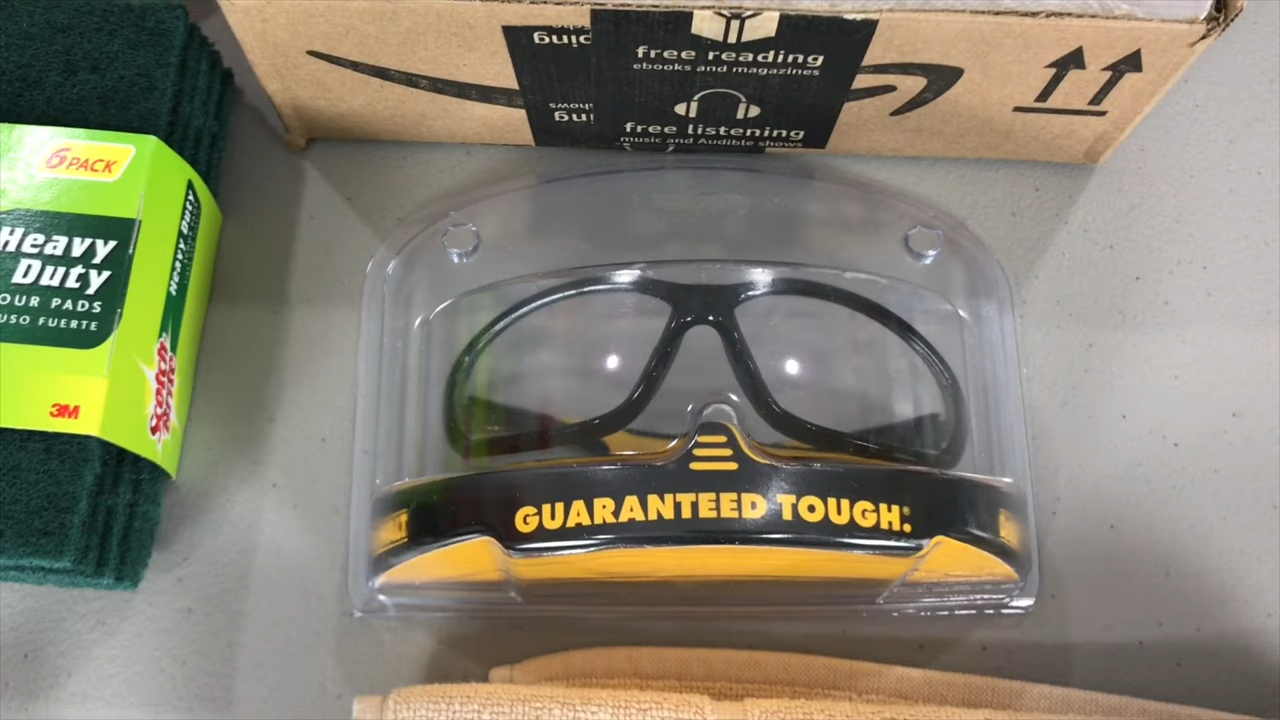 free reading
ebooks and magazines
free listening
music and Audible shows
6 PACK
Heavy
Duty
OUR PADS
USO FUERTE
3M
HEAVY DUTY
Scotch
GUARANTEED TOUGH.®